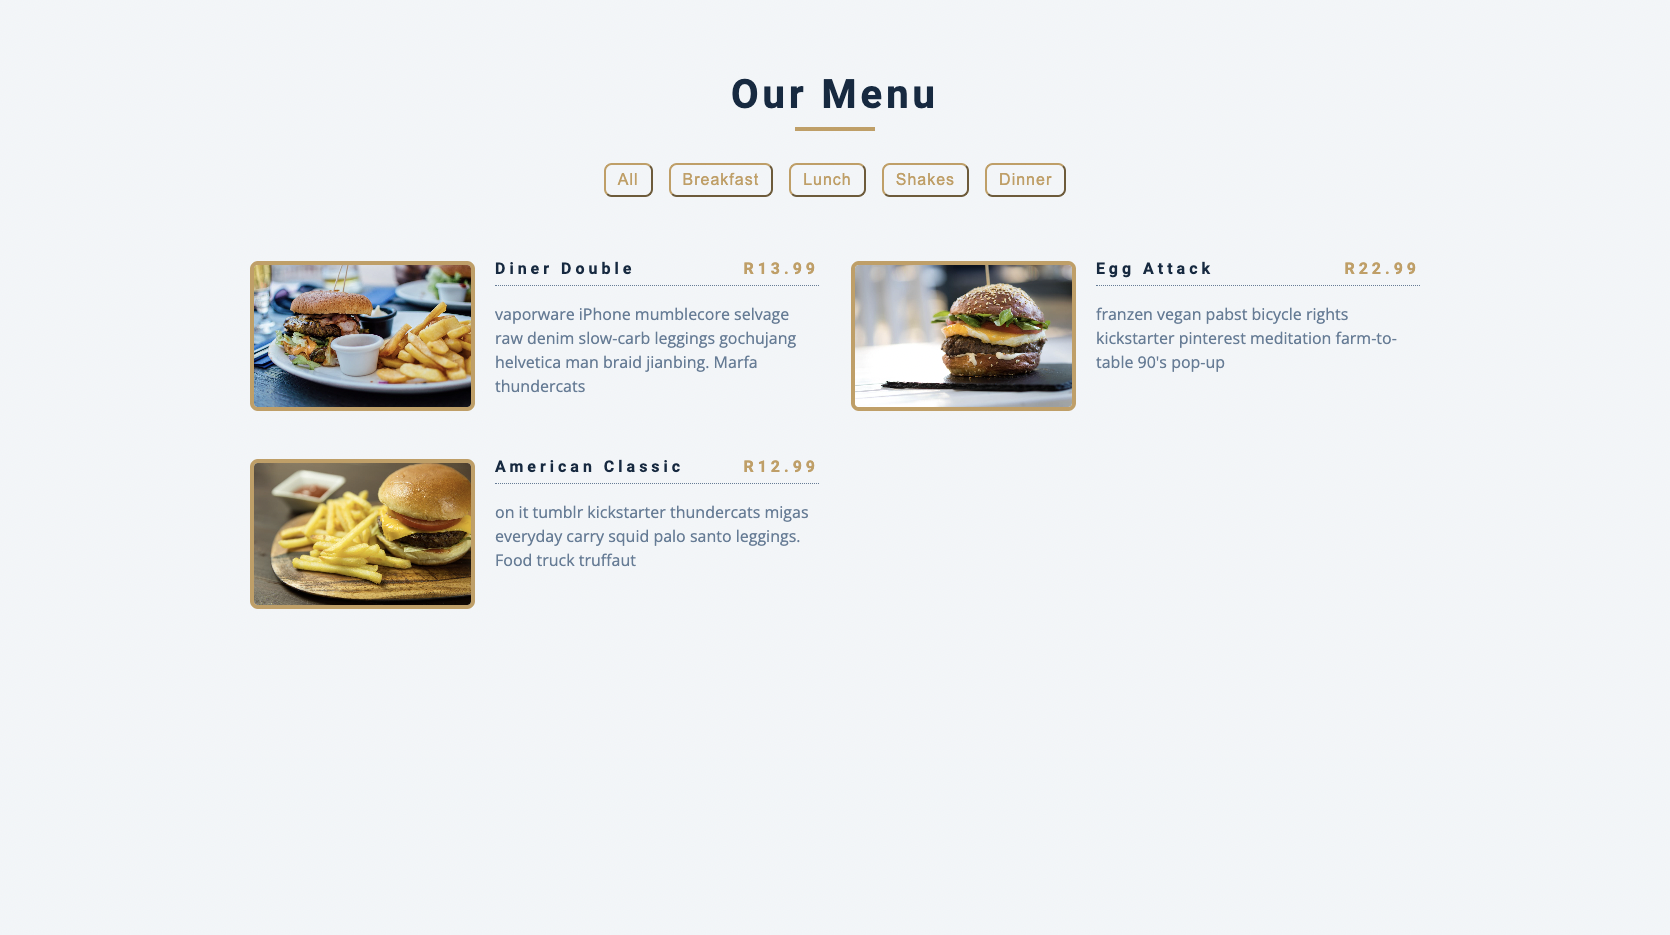 Our Menu
All
Breakfast
Lunch
Shakes
Dinner
Diner Double
R13.99
vaporware iPhone mumblecore selvage
raw denim slow-carb leggings gochujang
helvetica man braid jianbing. Marfa
thundercats
Egg Attack
R22.99
franzen vegan pabst bicycle rights
kickstarter pinterest meditation farm-to-
table 90's pop-up
American Classic
R12.99
on it tumblr kickstarter thundercats migas
everyday carry squid palo santo leggings.
Food truck truffaut